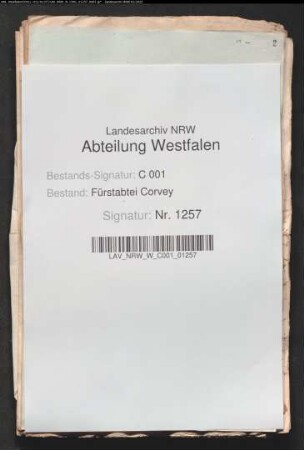 Landesarchiv NRW
Abteilung Westfalen
Bestands-Signatur: C 001
Bestand: Fürstabtei Corvey
Signatur: Nr. 1257
LAV_NRW_W_C001_01257